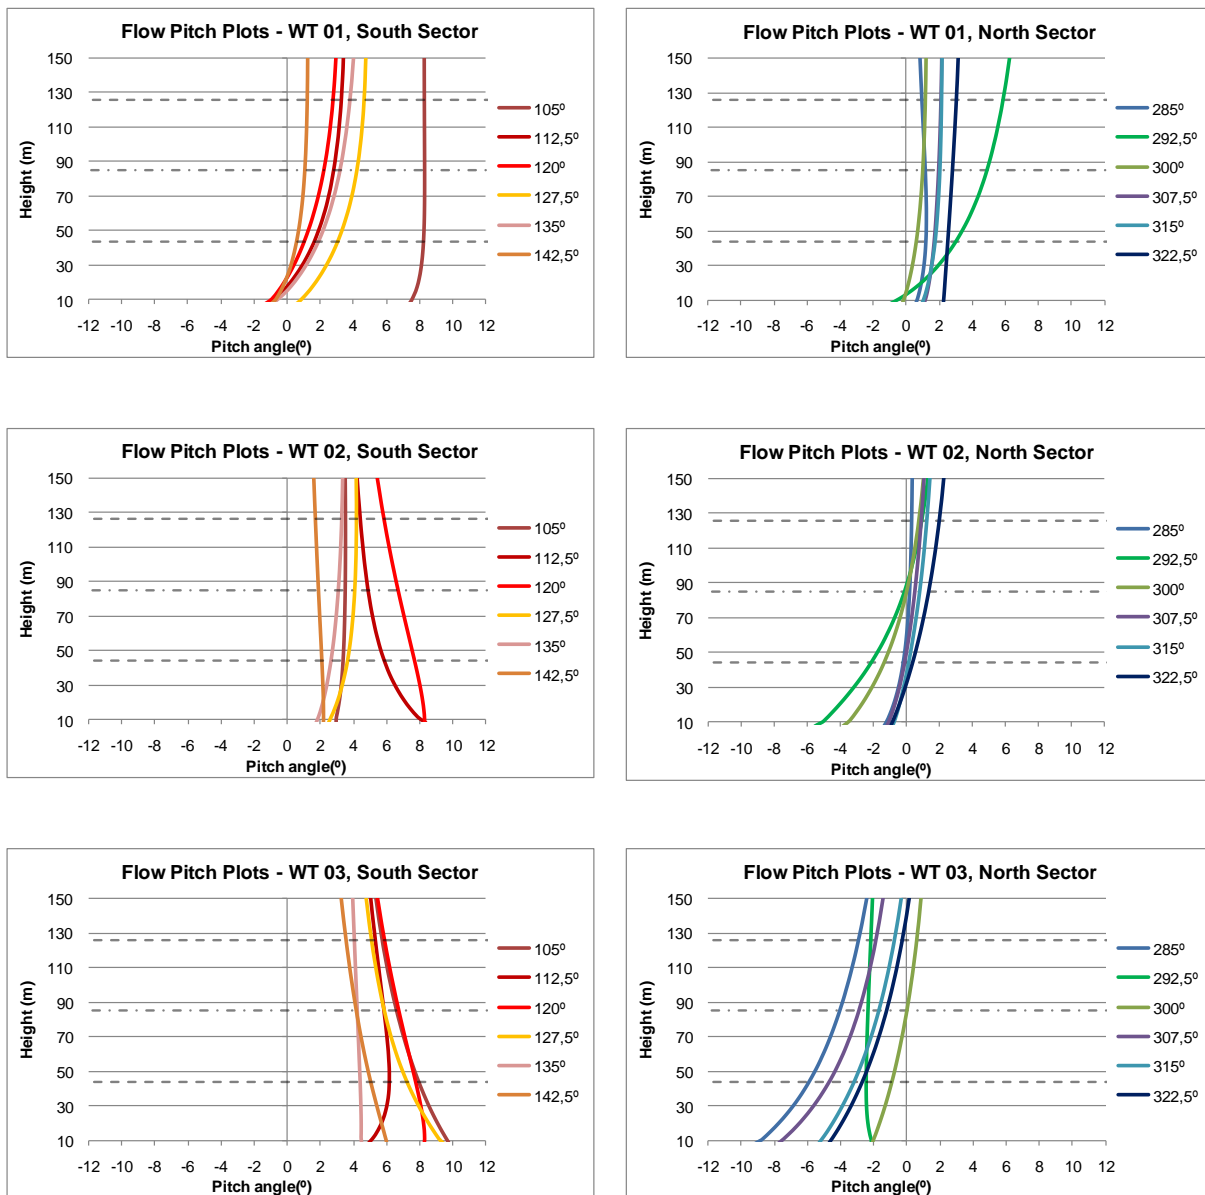 Flow Pitch Plots - WT 01, South Sector
150
130
110
90
70
50
30
10
Height (m)
-12 -10 -8 -6 -4 -2 0 2 4 6 8 10 12
Pitch angle(º)
105º
112,5º
120º
127,5º
135º
142,5º
Flow Pitch Plots - WT 01, North Sector
150
130
110
90
70
50
30
10
Height (m)
-12 -10 -8 -6 -4 -2 0 2 4 6 8 10 12
Pitch angle(º)
285º
292,5º
300º
307,5º
315º
322,5º
Flow Pitch Plots - WT 02, South Sector
150
130
110
90
70
50
30
10
Height (m)
-12 -10 -8 -6 -4 -2 0 2 4 6 8 10 12
Pitch angle(º)
105º
112,5º
120º
127,5º
135º
142,5º
Flow Pitch Plots - WT 02, North Sector
150
130
110
90
70
50
30
10
Height (m)
-12 -10 -8 -6 -4 -2 0 2 4 6 8 10 12
Pitch angle(º)
285º
292,5º
300º
307,5º
315º
322,5º
Flow Pitch Plots - WT 03, South Sector
150
130
110
90
70
50
30
10
Height (m)
-12 -10 -8 -6 -4 -2 0 2 4 6 8 10 12
Pitch angle(º)
105º
112,5º
120º
127,5º
135º
142,5º
Flow Pitch Plots - WT 03, North Sector
150
130
110
90
70
50
30
10
Height (m)
-12 -10 -8 -6 -4 -2 0 2 4 6 8 10 12
Pitch angle(º)
285º
292,5º
300º
307,5º
315º
322,5º